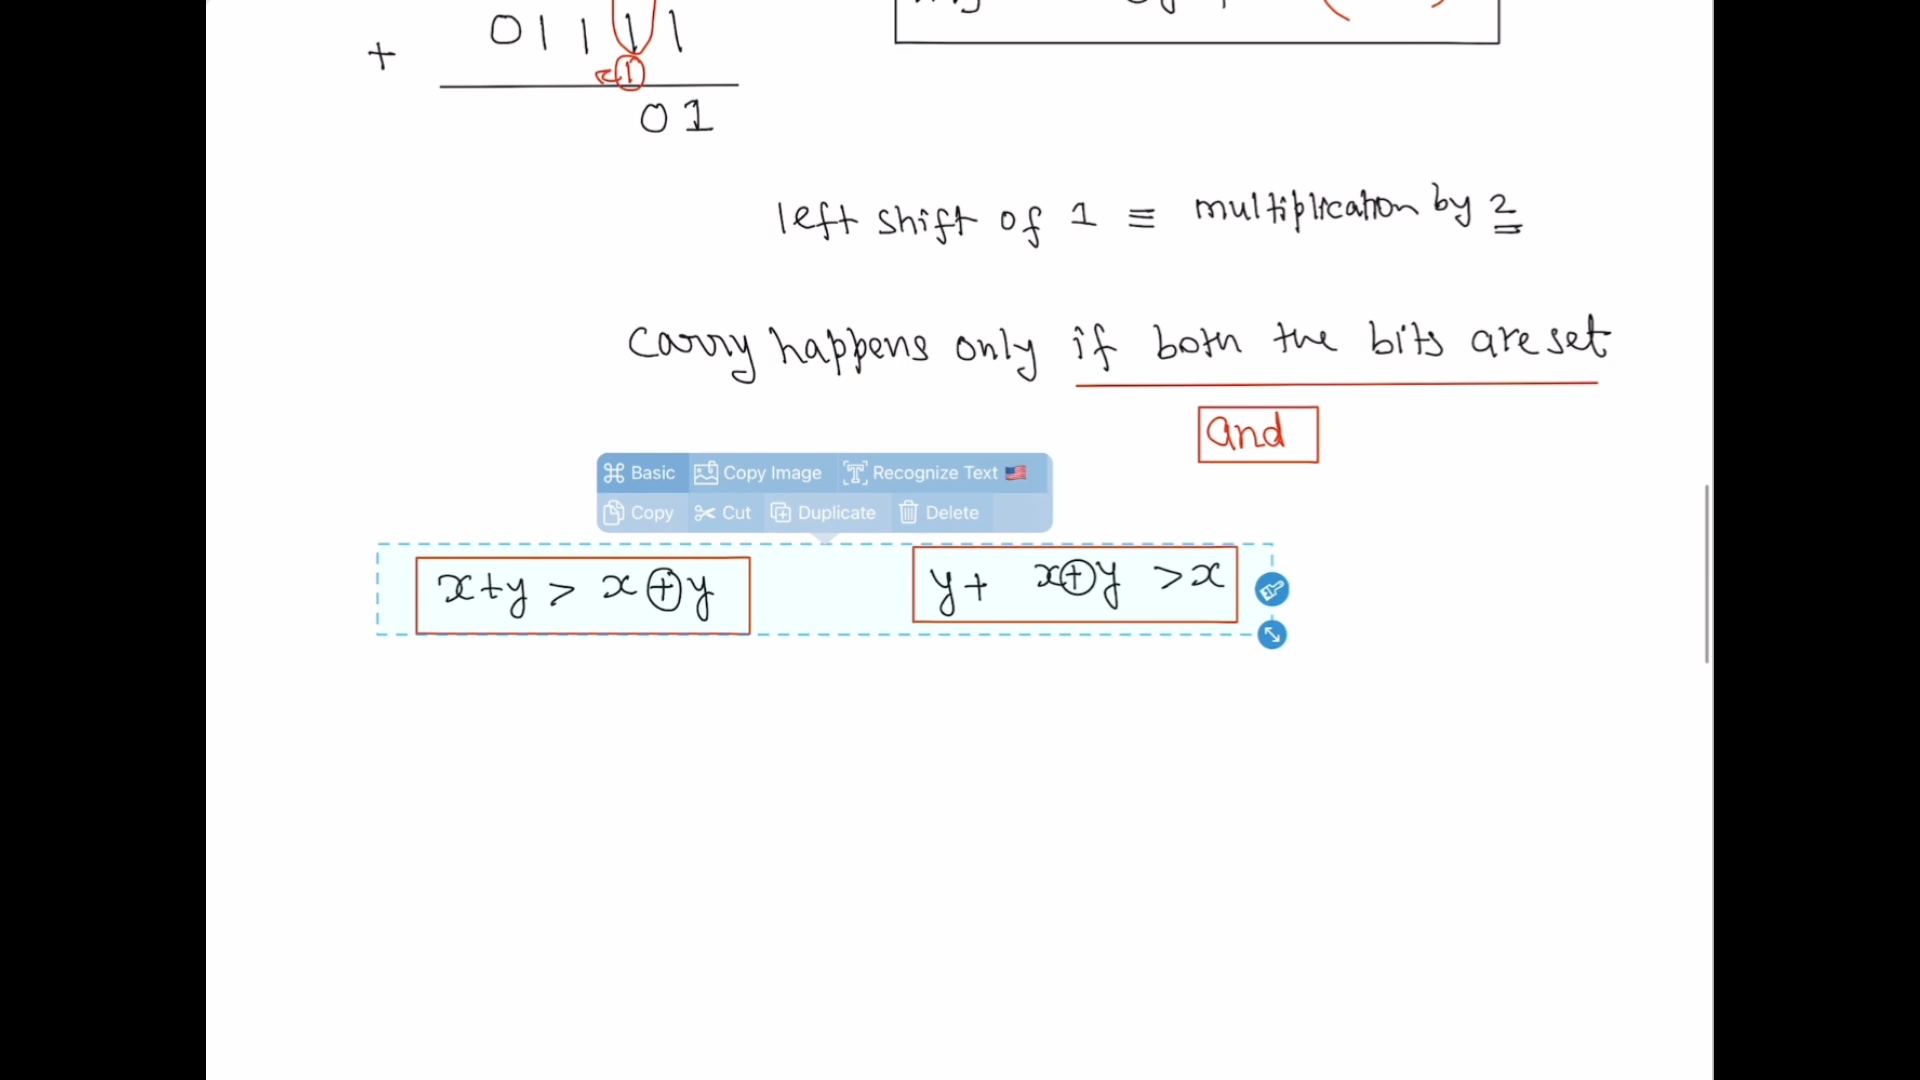 0 1 1 1 1
+
1
0 1
left shift of 1 ≡ multiplication by 2
carry happens only if both the bits are set
and
Basic Copy Image Recognize Text
Copy Cut Duplicate Delete
x+y > x⊕y
y+ x⊕y >x